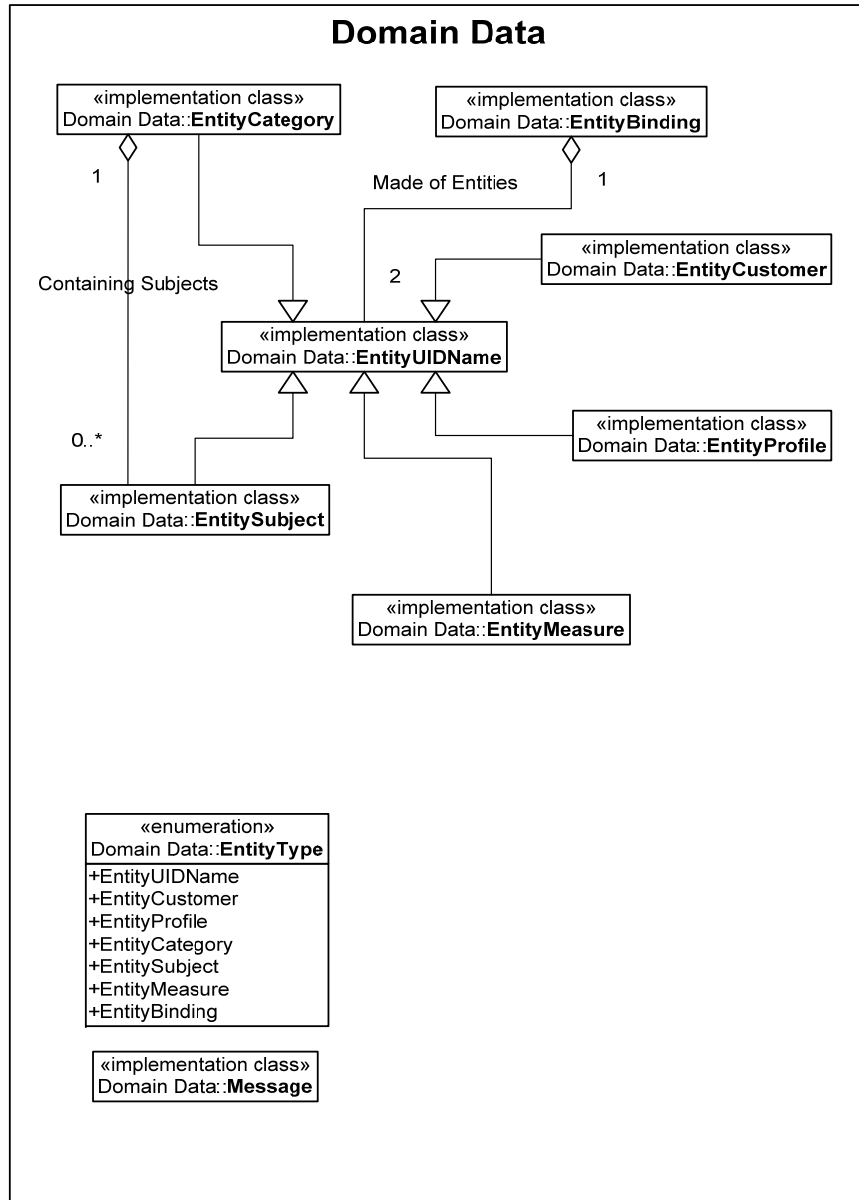 Domain Data
«implementation class»
Domain Data::EntityCategory
«implementation class»
Domain Data::EntityBinding
1
Made of Entities
1
«implementation class»
Domain Data::EntityCustomer
Containing Subjects
2
«implementation class»
Domain Data::EntityUIDName
«implementation class»
Domain Data::EntityProfile
0..*
«implementation class»
Domain Data::EntitySubject
«implementation class»
Domain Data::EntityMeasure
«enumeration»
Domain Data::EntityType
+EntityUIDName
+EntityCustomer
+EntityProfile
+EntityCategory
+EntitySubject
+EntityMeasure
+EntityBinding
«implementation class»
Domain Data::Message